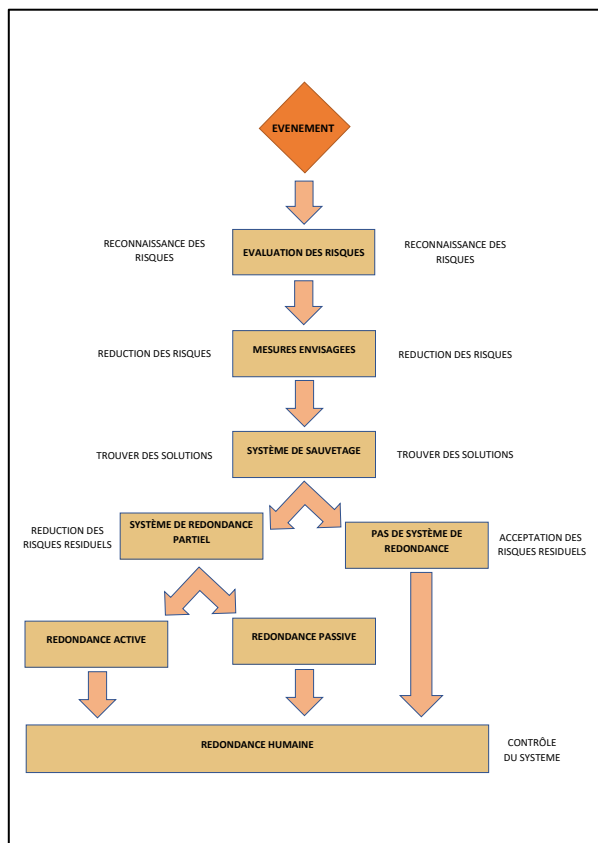 EVENEMENT
RECONNAISSANCE DES
RISQUES
EVALUATION DES RISQUES
RECONNAISSANCE DES
RISQUES
REDUCTION DES RISQUES
MESURES ENVISAGEES
REDUCTION DES RISQUES
TROUVER DES SOLUTIONS
SYSTÈME DE SAUVETAGE
TROUVER DES SOLUTIONS
REDUCTION DES
RISQUES RESIDUELS
SYSTÈME DE REDONDANCE
PARTIEL
PAS DE SYSTÈME DE
REDONDANCE
ACCEPTATION DES
RISQUES RESIDUELS
REDONDANCE ACTIVE
REDONDANCE PASSIVE
REDONDANCE HUMAINE
CONTRÔLE
DU SYSTEME